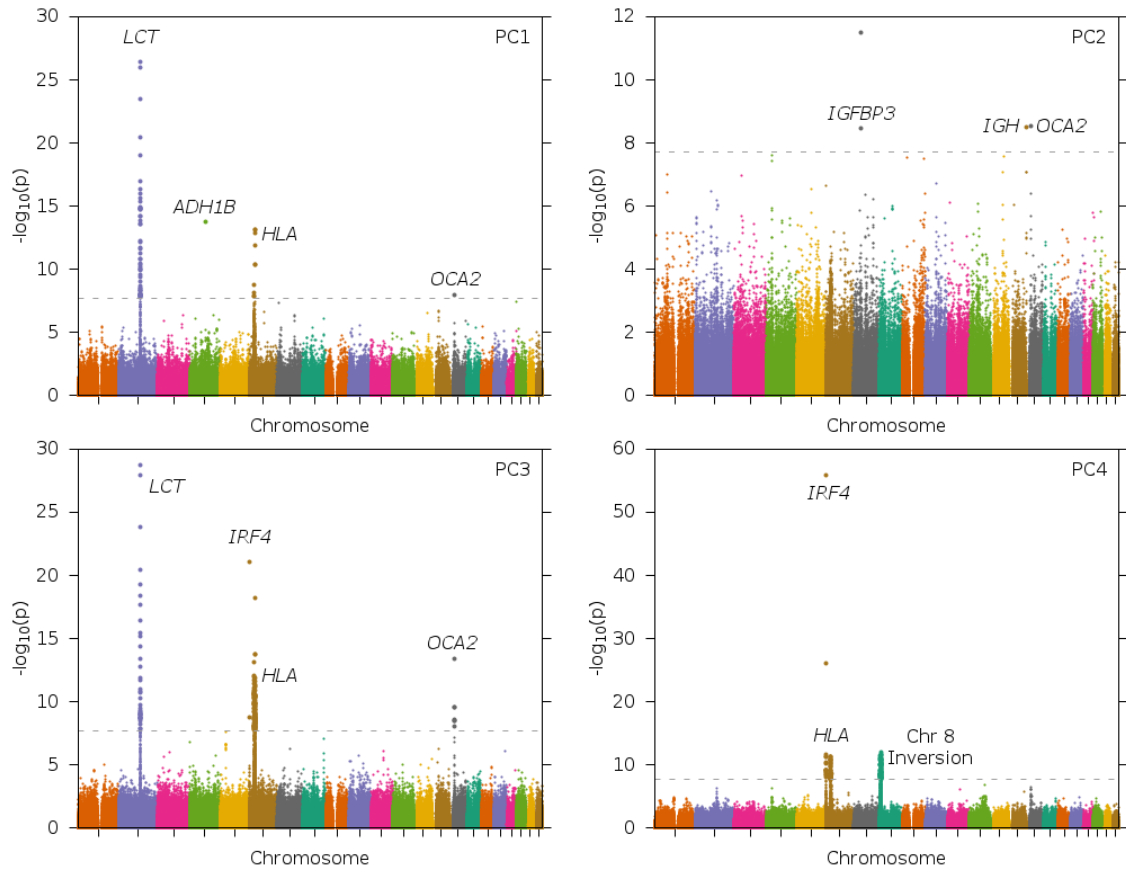 PC1
30
25
20
15
10
5
0
-log10(p)
LCT
ADH1B
HLA
OCA2
Chromosome
PC2
12
10
8
6
4
2
0
-log10(p)
IGFBP3
IGH OCA2
Chromosome
PC3
30
25
20
15
10
5
0
-log10(p)
LCT
IRF4
HLA
OCA2
Chromosome
PC4
60
50
40
30
20
10
0
-log10(p)
IRF4
HLA
Chr 8
Inversion
Chromosome